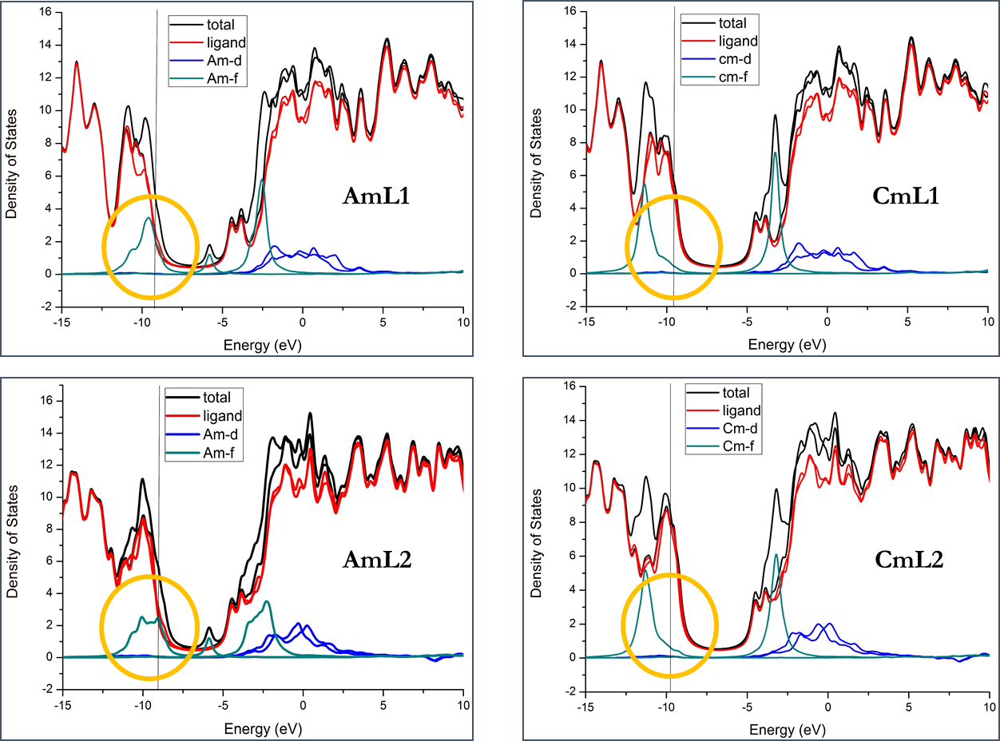 16
14
12
10
8
6
4
2
0
-2
Density of States
total
ligand
Am-d
Am-f
AmL1
-15
-10
-5
0
5
10
Energy (eV)
16
14
12
10
8
6
4
2
0
-2
Density of States
total
ligand
cm-d
cm-f
CmL1
-15
-10
-5
0
5
10
Energy (eV)
16
14
12
10
8
6
4
2
0
-2
Density of States
total
ligand
Am-d
Am-f
AmL2
-15
-10
-5
0
5
10
Energy (eV)
16
14
12
10
8
6
4
2
0
-2
Density of States
total
ligand
Cm-d
Cm-f
CmL2
-15
-10
-5
0
5
10
Energy (eV)